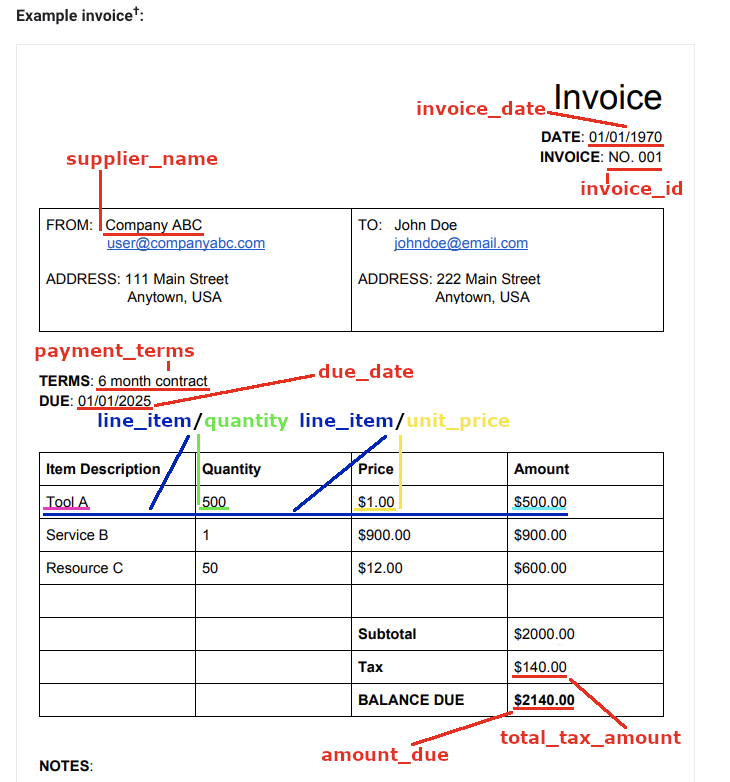 Example invoice†:
Invoice
invoice_date
DATE: 01/01/1970
INVOICE: NO. 001
supplier_name
invoice_id
FROM: Company ABC
user@companyabc.com
ADDRESS: 111 Main Street
Anytown, USA
TO: John Doe
johndoe@email.com
ADDRESS: 222 Main Street
Anytown, USA
payment_terms
TERMS: 6 month contract
due_date
DUE: 01/01/2025
line_item/quantity line_item/unit_price
Item Description Quantity Price Amount
Tool A 500 $1.00 $500.00
Service B 1 $900.00 $900.00
Resource C 50 $12.00 $600.00
Subtotal $2000.00
Tax $140.00
BALANCE DUE $2140.00
total_tax_amount
amount_due
NOTES: